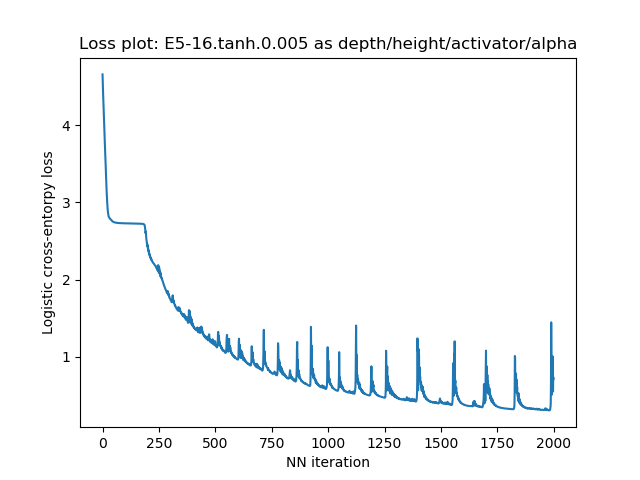 Loss plot: E5-16.tanh.0.005 as depth/height/activator/alpha
Logistic cross-entorpy loss
4
3
2
1
0 250 500 750 1000 1250 1500 1750 2000
NN iteration